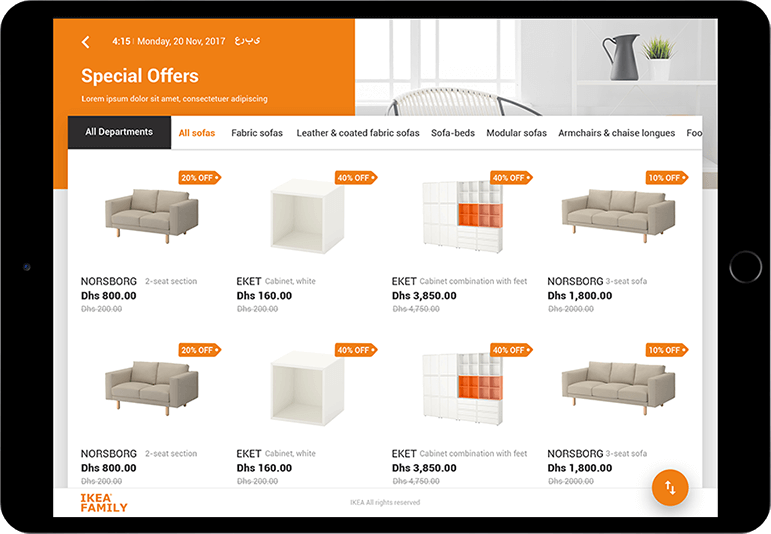 4:15 | Monday, 20 Nov, 2017 ﻯﺏﺭﻉ
Special Offers
Lorem ipsum dolor sit amet, consectetuer adipiscing
All Departments All sofas Fabric sofas Leather & coated fabric sofas Sofa-beds Modular sofas Armchairs & chaise longues Foo
20% OFF 40% OFF 40% OFF 10% OFF
NORSBORG 2-seat section EKET Cabinet, white EKET Cabinet combination with feet NORSBORG 3-seat sofa
Dhs 800.00 Dhs 160.00 Dhs 3,850.00 Dhs 1,800.00
Dhs 200.00 Dhs 200.00 Dhs 4,750.00 Dhs 2000.00
20% OFF 40% OFF 40% OFF 10% OFF
NORSBORG 2-seat section EKET Cabinet, white EKET Cabinet combination with feet NORSBORG 3-seat sofa
Dhs 800.00 Dhs 160.00 Dhs 3,850.00 Dhs 1,800.00
Dhs 200.00 Dhs 200.00 Dhs 4,750.00 Dhs 2000.00
IKEA FAMILY
IKEA All rights reserved